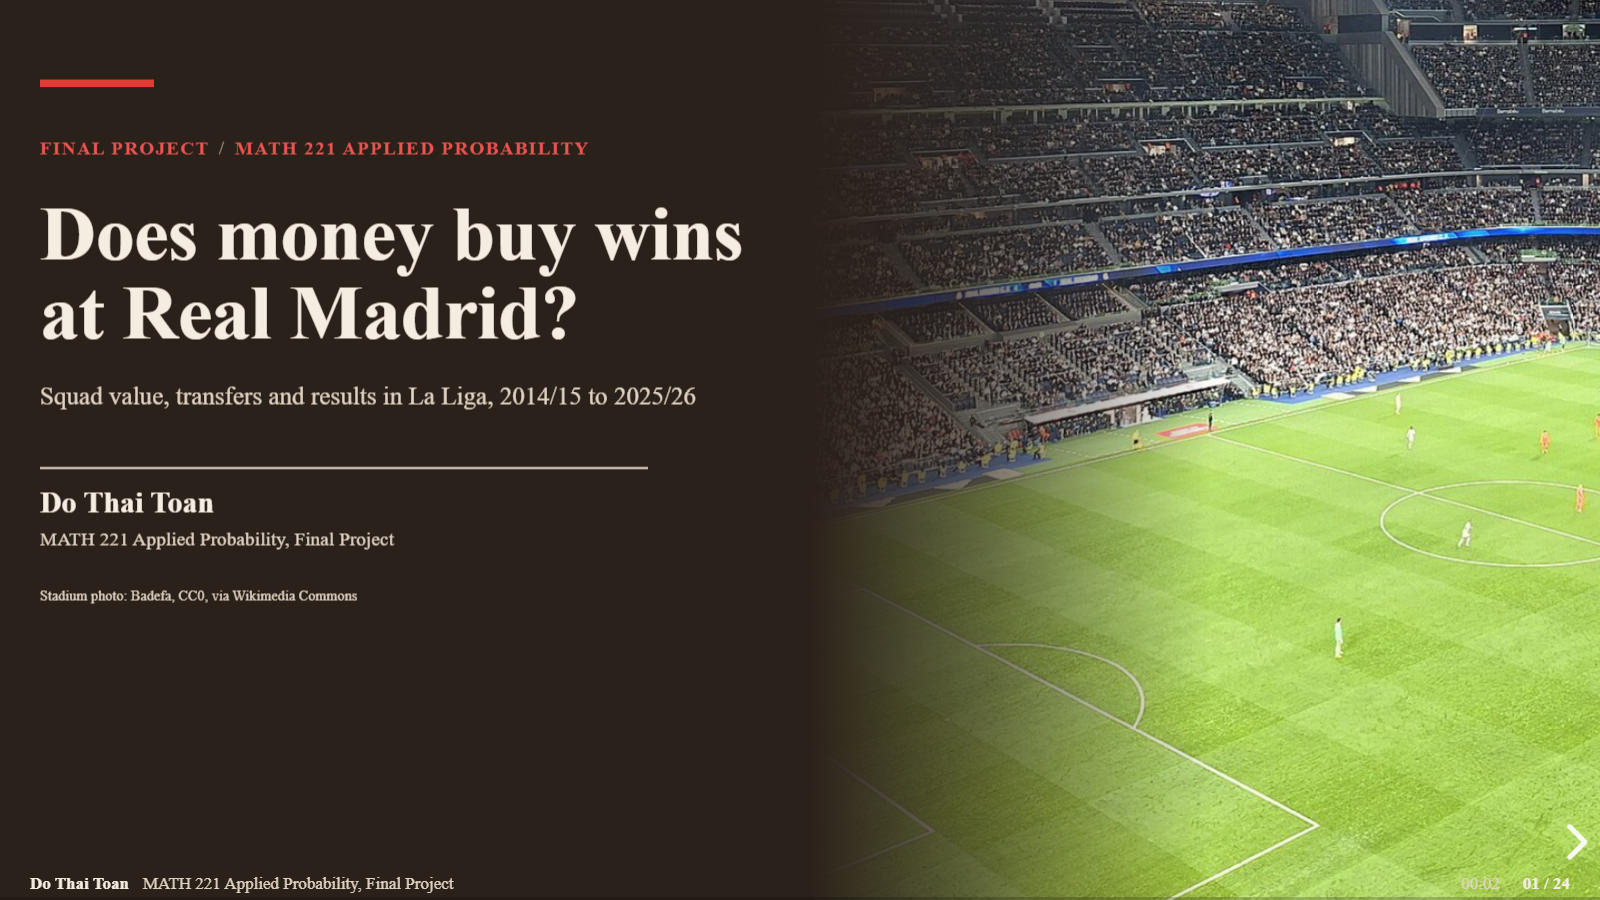 FINAL PROJECT / MATH 221 APPLIED PROBABILITY
Does money buy wins
at Real Madrid?
Squad value, transfers and results in La Liga, 2014/15 to 2025/26
Do Thai Toan
MATH 221 Applied Probability, Final Project
Stadium photo: Badefa, CC0, via Wikimedia Commons
Do Thai Toan MATH 221 Applied Probability, Final Project
00:02 01 / 24